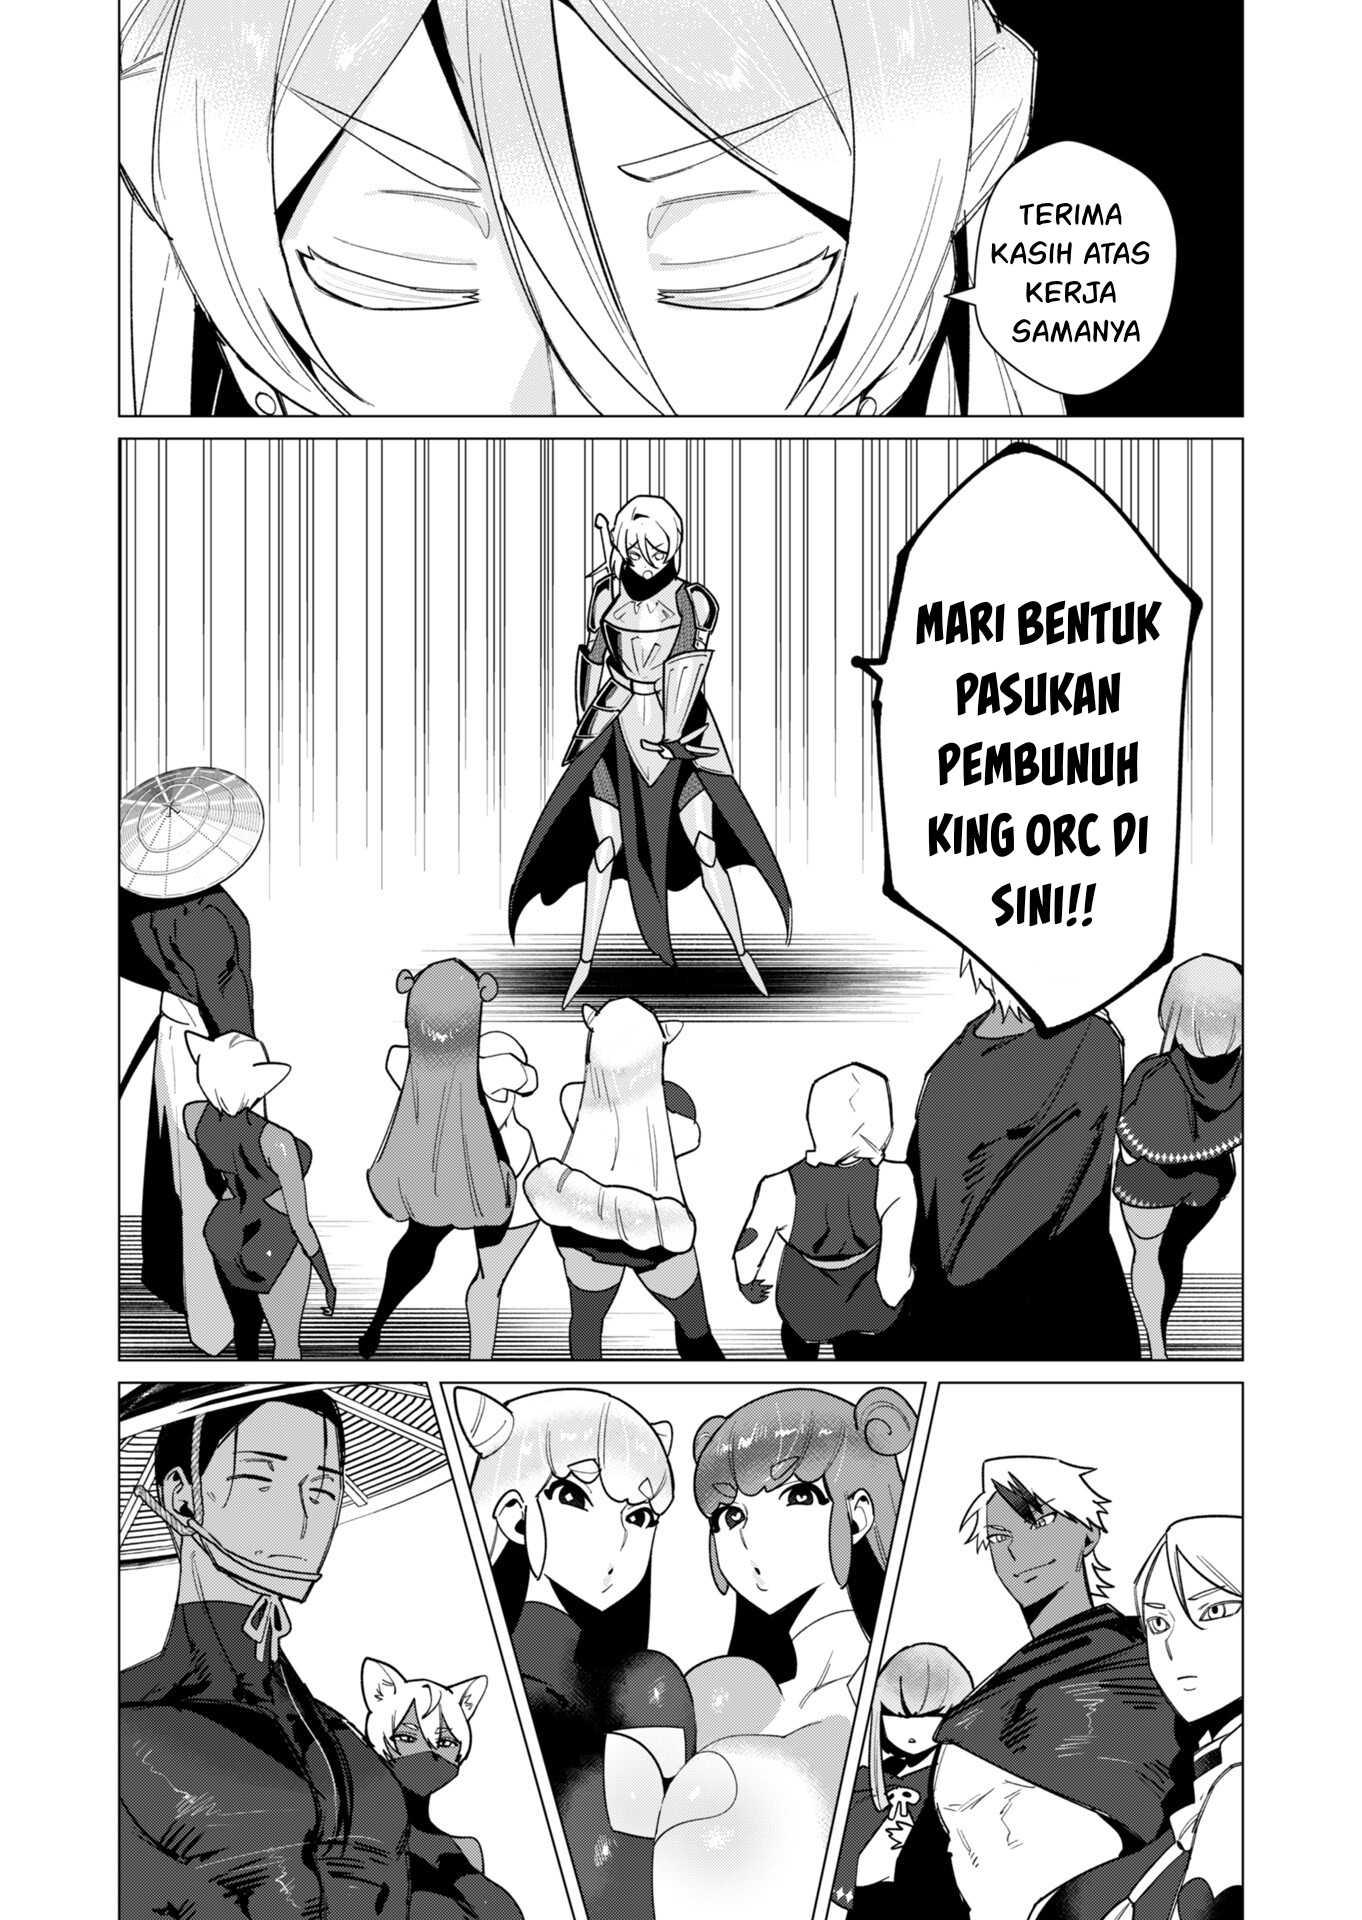 TERIMA
KASIH ATAS
KERJA
SAMANYA
MARI BENTUK
PASUKAN
PEMBUNUH
KING ORC DI
SINI!!